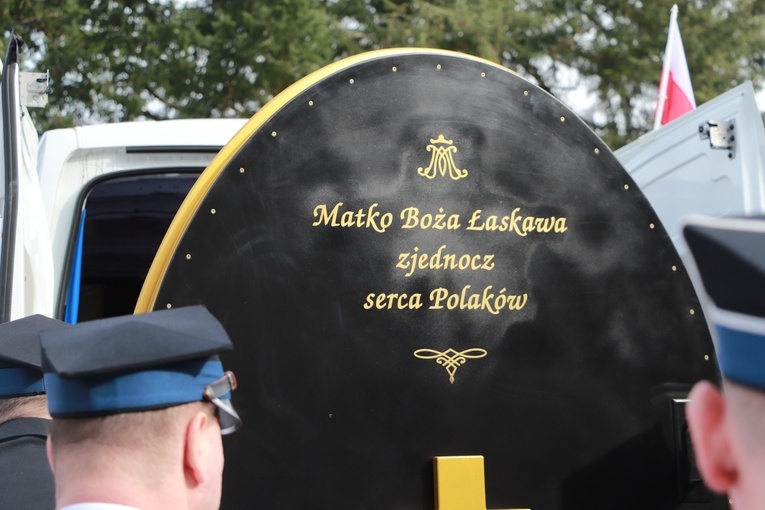 Matko Boża Łaskawa
zjednocz
serca Polaków